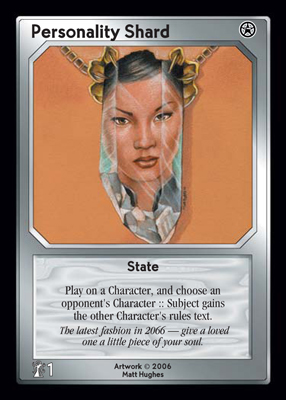 Personality Shard
State
Play on a Character, and choose an
opponent's Character :: Subject gains
the other Character's rules text.
The latest fashion in 2066 — give a loved
one a little piece of your soul.
1
Artwork © 2006
Matt Hughes